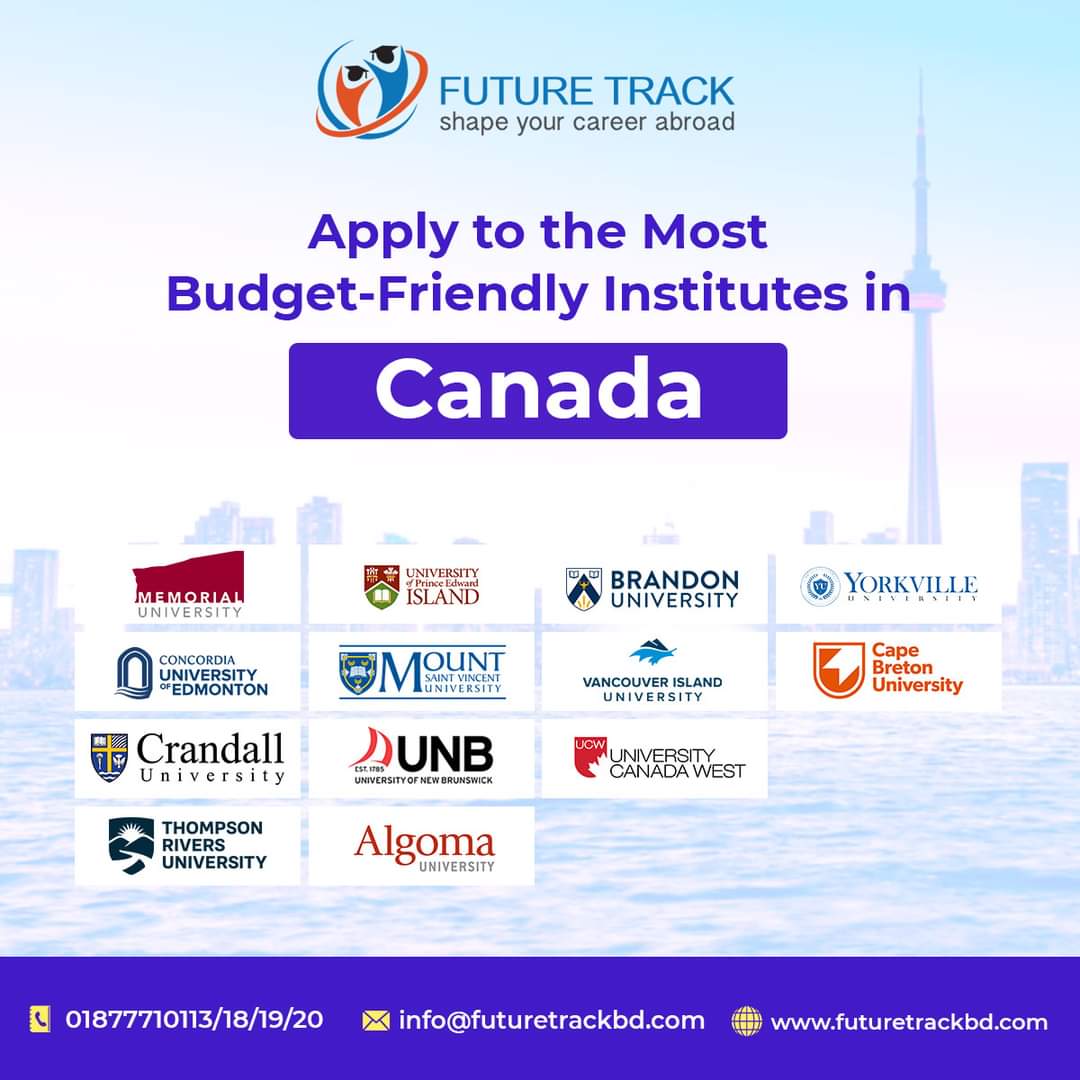 FUTURE TRACK
shape your career abroad
Apply to the Most
Budget-Friendly Institutes in
Canada
MEMORIAL
UNIVERSITY
UNIVERSITY
of Prince Edward
ISLAND
BRANDON
UNIVERSITY
YORKVILLE
UNIVERSITY
CONCORDIA
UNIVERSITY
OF EDMONTON
MOUNT
SAINT VINCENT
UNIVERSITY
VANCOUVER ISLAND
UNIVERSITY
Cape
Breton
University
Crandall
University
UNB
EST. 1785
UNIVERSITY OF NEW BRUNSWICK
UCW
UNIVERSITY
CANADA WEST
THOMPSON
RIVERS
UNIVERSITY
Algoma
UNIVERSITY
01877710113/18/19/20
info@futuretrackbd.com
www.futuretrackbd.com